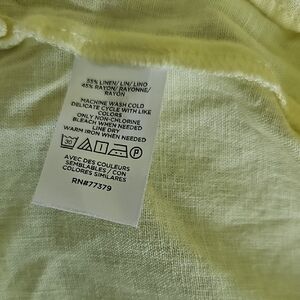 55% LINEN/LIN/LINO
45% RAYON/RAYONNE/
RAYON
MACHINE WASH COLD
DELICATE CYCLE WITH LIKE
COLORS
ONLY NON-CHLORINE
BLEACH WHEN NEEDED
LINE DRY
WARM IRON WHEN NEEDED
30 P
AVEC DES COULEURS
SEMBLABLES / CON
COLORES SIMILARES
RN#77379